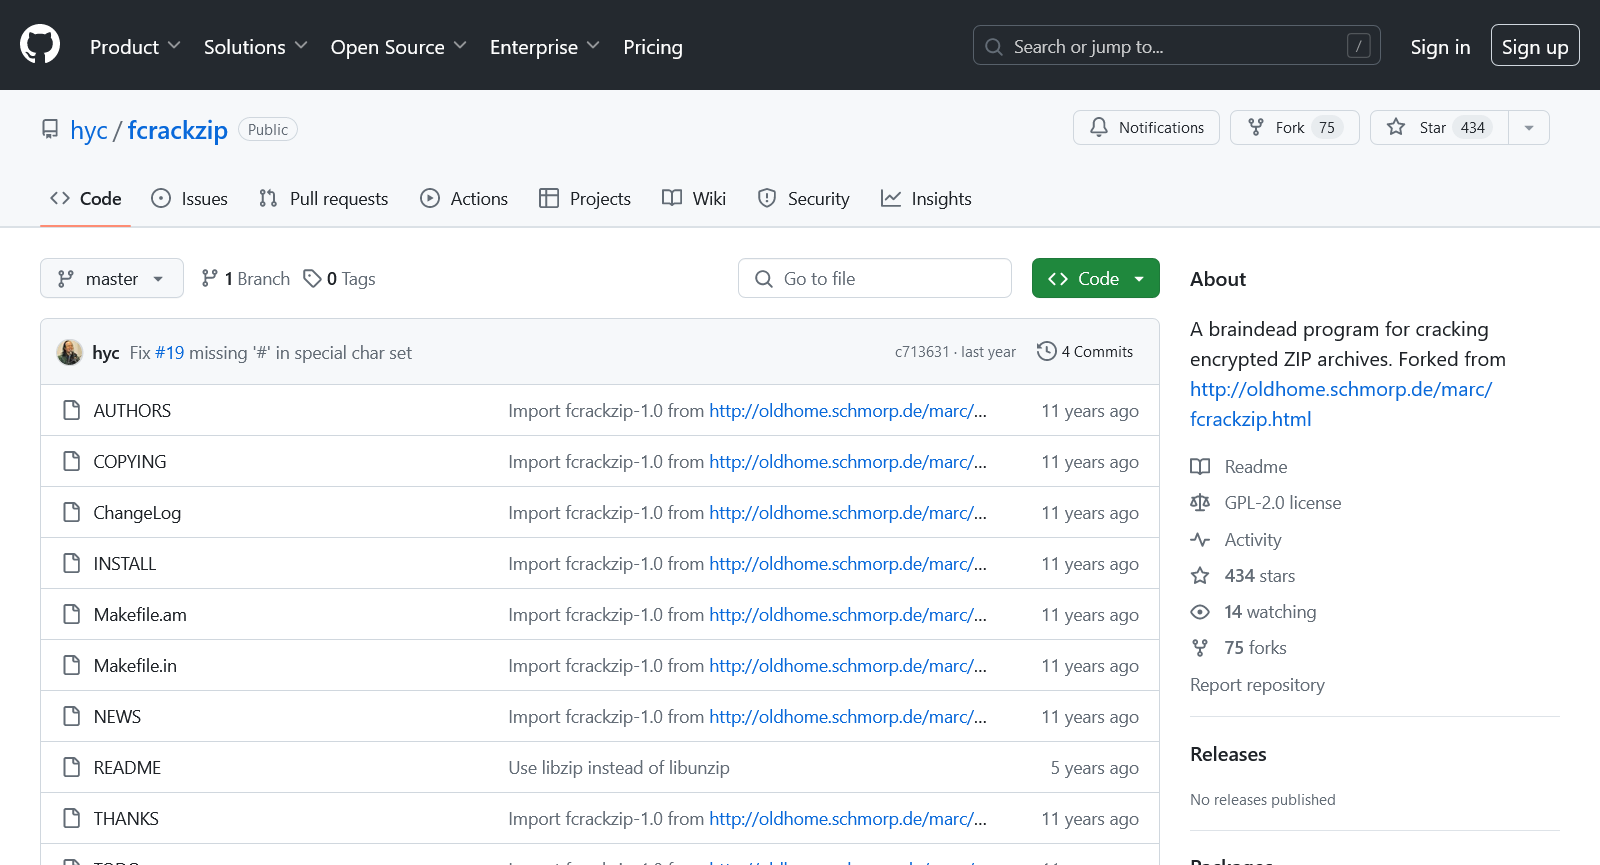 Product Solutions Open Source Enterprise Pricing Search or jump to... / Sign in Sign up
hyc / fcrackzip Public Notifications Fork 75 Star 434
Code Issues Pull requests Actions Projects Wiki Security Insights
master 1 Branch 0 Tags Go to file Code
hyc Fix #19 missing '#' in special char set c713631 · last year 4 Commits
AUTHORS Import fcrackzip-1.0 from http://oldhome.schmorp.de/marc/... 11 years ago
COPYING Import fcrackzip-1.0 from http://oldhome.schmorp.de/marc/... 11 years ago
ChangeLog Import fcrackzip-1.0 from http://oldhome.schmorp.de/marc/... 11 years ago
INSTALL Import fcrackzip-1.0 from http://oldhome.schmorp.de/marc/... 11 years ago
Makefile.am Import fcrackzip-1.0 from http://oldhome.schmorp.de/marc/... 11 years ago
Makefile.in Import fcrackzip-1.0 from http://oldhome.schmorp.de/marc/... 11 years ago
NEWS Import fcrackzip-1.0 from http://oldhome.schmorp.de/marc/... 11 years ago
README Use libzip instead of libunzip 5 years ago
THANKS Import fcrackzip-1.0 from http://oldhome.schmorp.de/marc/... 11 years ago
About
A braindead program for cracking
encrypted ZIP archives. Forked from
http://oldhome.schmorp.de/marc/
fcrackzip.html
Readme
GPL-2.0 license
Activity
434 stars
14 watching
75 forks
Report repository
Releases
No releases published